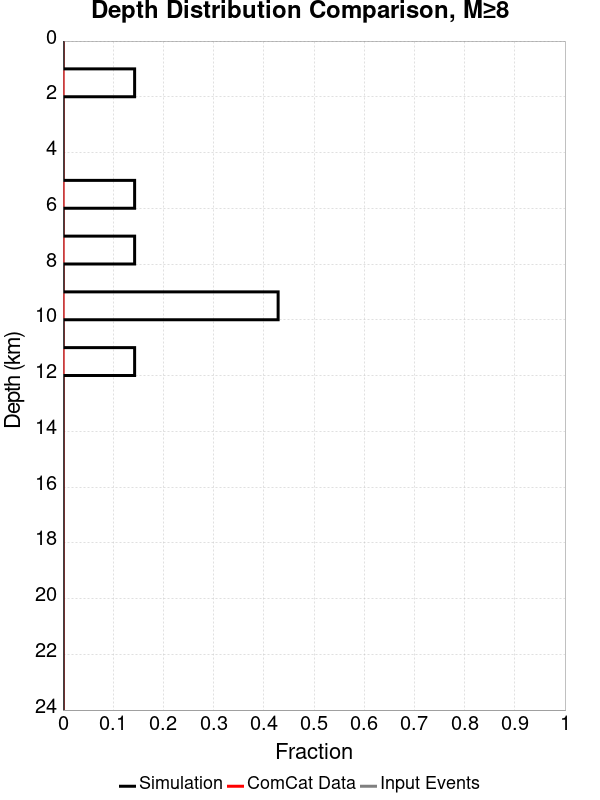 Depth Distribution Comparison, M≥8
0
2
4
6
8
10
12
14
16
18
20
22
24
Depth (km)
0 0.1 0.2 0.3 0.4 0.5 0.6 0.7 0.8 0.9 1
Fraction
Simulation ComCat Data Input Events